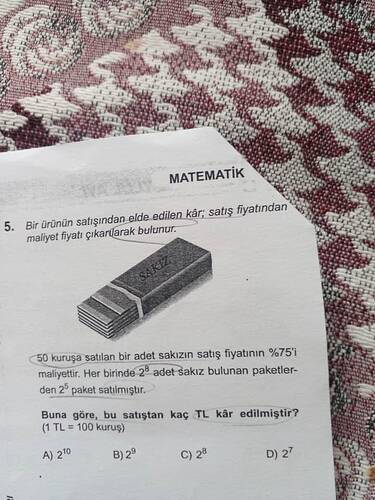 MATEMATİK
5. Bir ürünün satışından elde edilen kâr; satış fiyatından
maliyet fiyatı çıkarılarak bulunur.
SAKIZ
50 kuruşa satılan bir adet sakızın satış fiyatının %75'i
maliyettir. Her birinde 2⁸ adet sakız bulunan paketler-
den 2⁵ paket satılmıştır.
Buna göre, bu satıştan kaç TL kâr edilmiştir?
(1 TL = 100 kuruş)
A) 2¹⁰ B) 2⁹ C) 2⁸ D) 2⁷